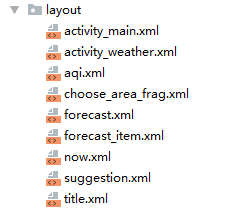 layout
activity_main.xml
activity_weather.xml
aqi.xml
choose_area_frag.xml
forecast.xml
forecast_item.xml
now.xml
suggestion.xml
title.xml